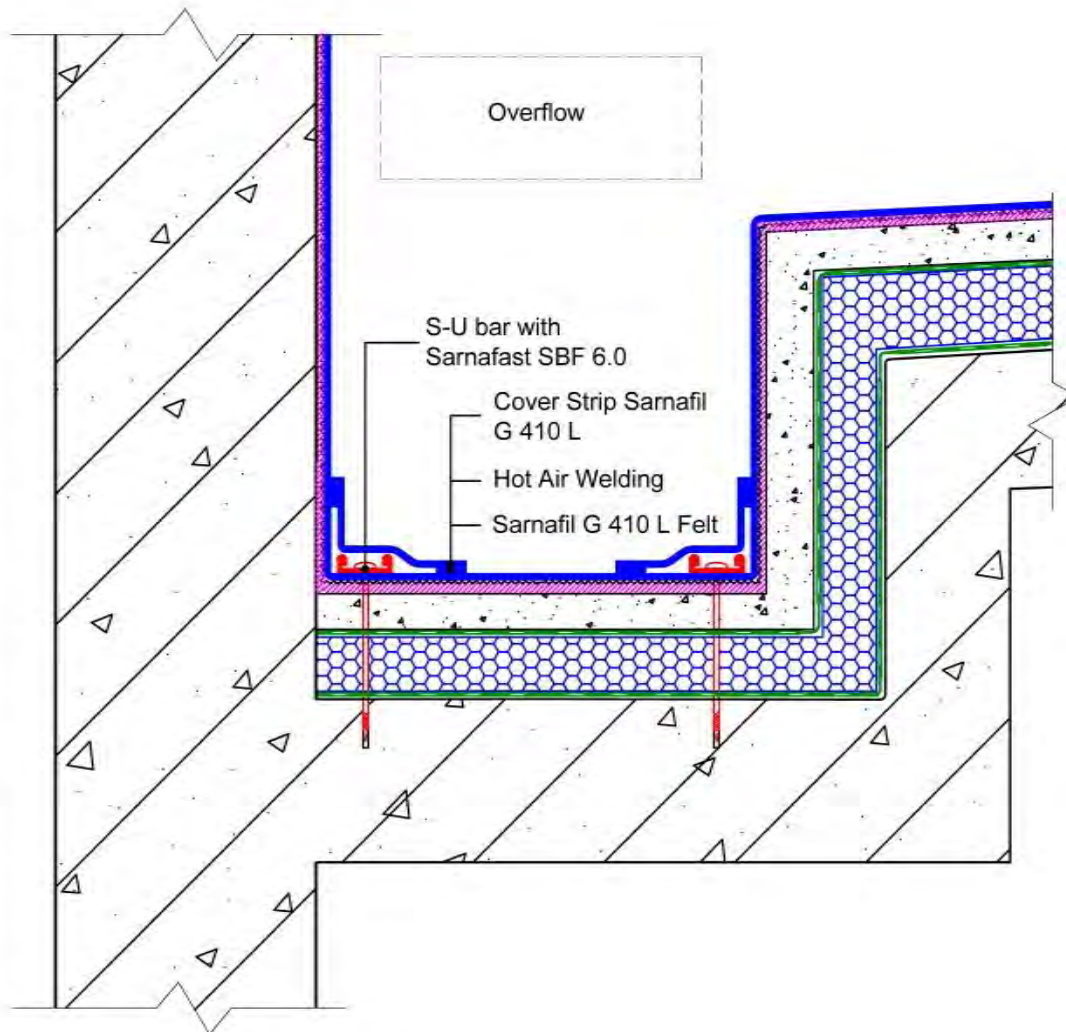 Overflow
S-U bar with
Sarnafast SBF 6.0
Cover Strip Sarnafil
G 410 L
Hot Air Welding
Sarnafil G 410 L Felt